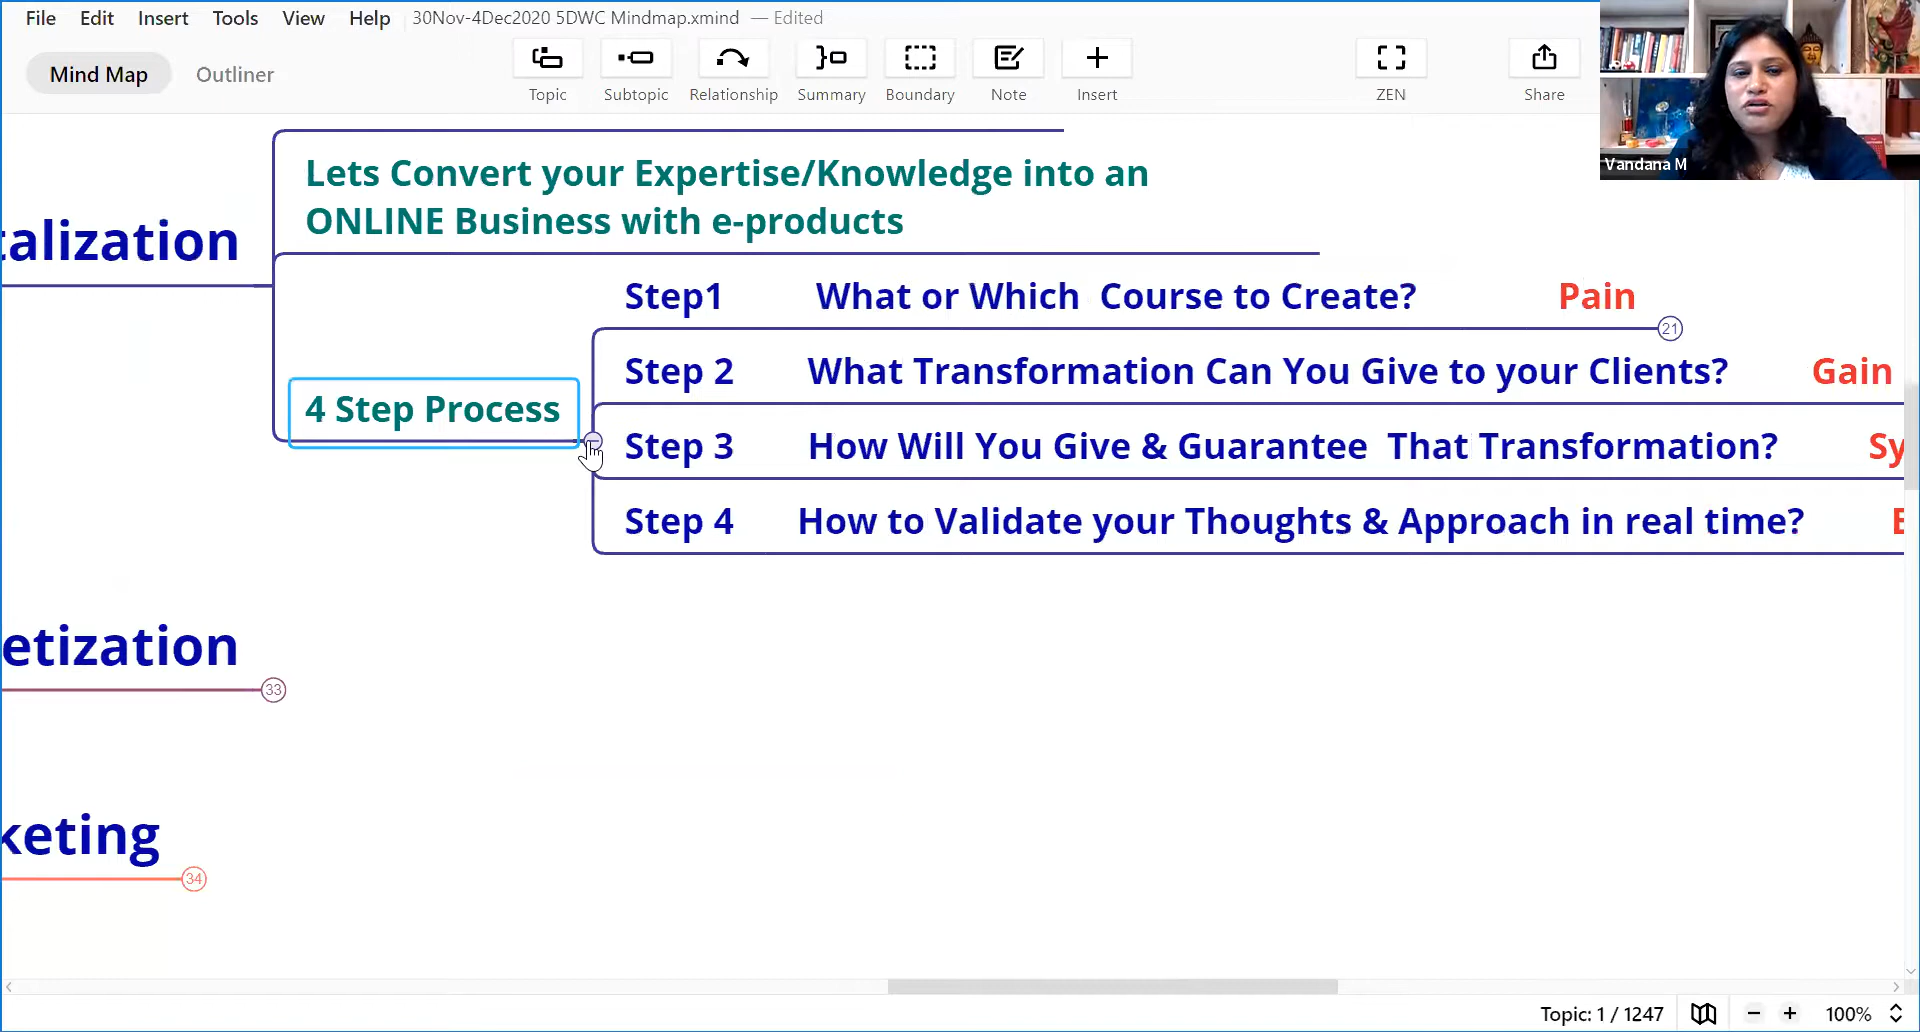 File Edit Insert Tools View Help 30Nov-4Dec2020 5DWC Mindmap.xmind — Edited
Mind Map Outliner
Topic Subtopic Relationship Summary Boundary Note Insert ZEN Share
Vandana M
Lets Convert your Expertise/Knowledge into an
ONLINE Business with e-products
talization
Step1 What or Which Course to Create? Pain
21
Step 2 What Transformation Can You Give to your Clients? Gain
4 Step Process
Step 3 How Will You Give & Guarantee That Transformation? Sy
Step 4 How to Validate your Thoughts & Approach in real time?
etization
33
keting
34
Topic: 1 / 1247 100%